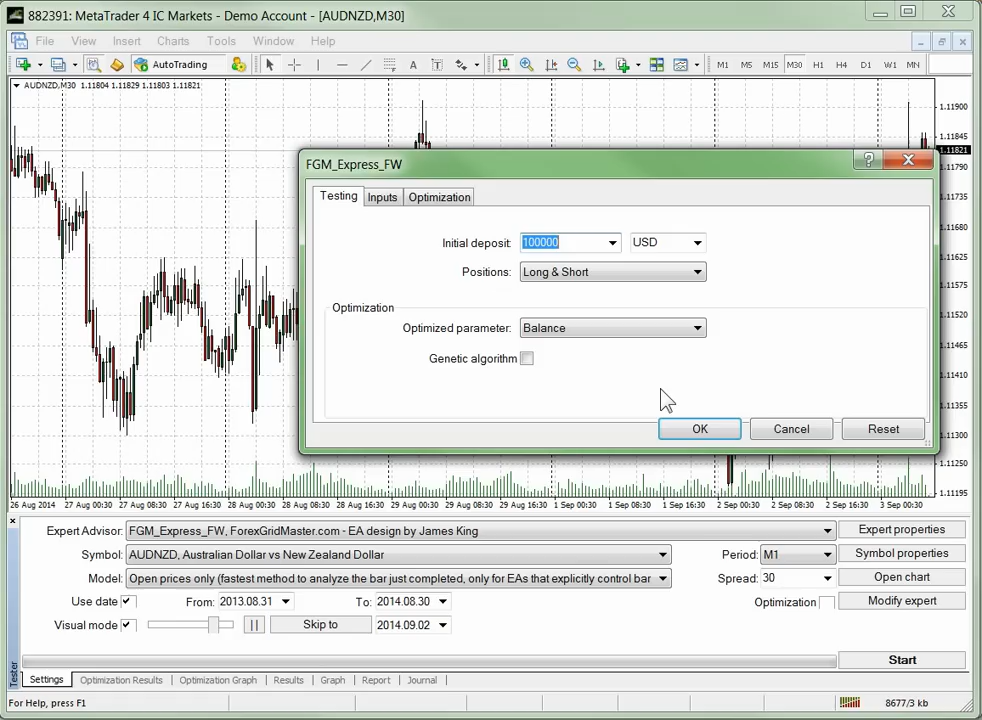 882391: MetaTrader 4 IC Markets - Demo Account - [AUDNZD,M30]
File View Insert Charts Tools Window Help
AutoTrading A T M1 M5 M15 M30 H1 H4 D1 W1 MN
AUDNZD,M30 1.11804 1.11829 1.11803 1.11821
1.11900
1.11845
1.11821
1.11790
1.11735
1.11680
1.11625
1.11575
1.11520
1.11465
1.11410
1.11355
1.11300
1.11250
1.11195
FGM_Express_FW
Testing Inputs Optimization
Initial deposit: 100000 USD
Positions: Long & Short
Optimization
Optimized parameter: Balance
Genetic algorithm
OK Cancel Reset
26 Aug 2014 27 Aug 00:30 27 Aug 08:30 27 Aug 16:30 28 Aug 00:30 28 Aug 08:30 28 Aug 16:30 29 Aug 00:30 29 Aug 08:30 29 Aug 16:30 1 Sep 00:30 1 Sep 08:30 1 Sep 16:30 2 Sep 00:30 2 Sep 08:30 2 Sep 16:30 3 Sep 00:30
Expert Advisor: FGM_Express_FW, ForexGridMaster.com - EA design by James King Expert properties
Symbol: AUDNZD, Australian Dollar vs New Zealand Dollar Period: M1 Symbol properties
Model: Open prices only (fastest method to analyze the bar just completed, only for EAs that explicitly control bar Spread: 30 Open chart
Use date From: 2013.08.31 To: 2014.08.30 Optimization Modify expert
Visual mode Skip to 2014.09.02
Start
Tester
Settings Optimization Results Optimization Graph Results Graph Report Journal
For Help, press F1 8677/3 kb